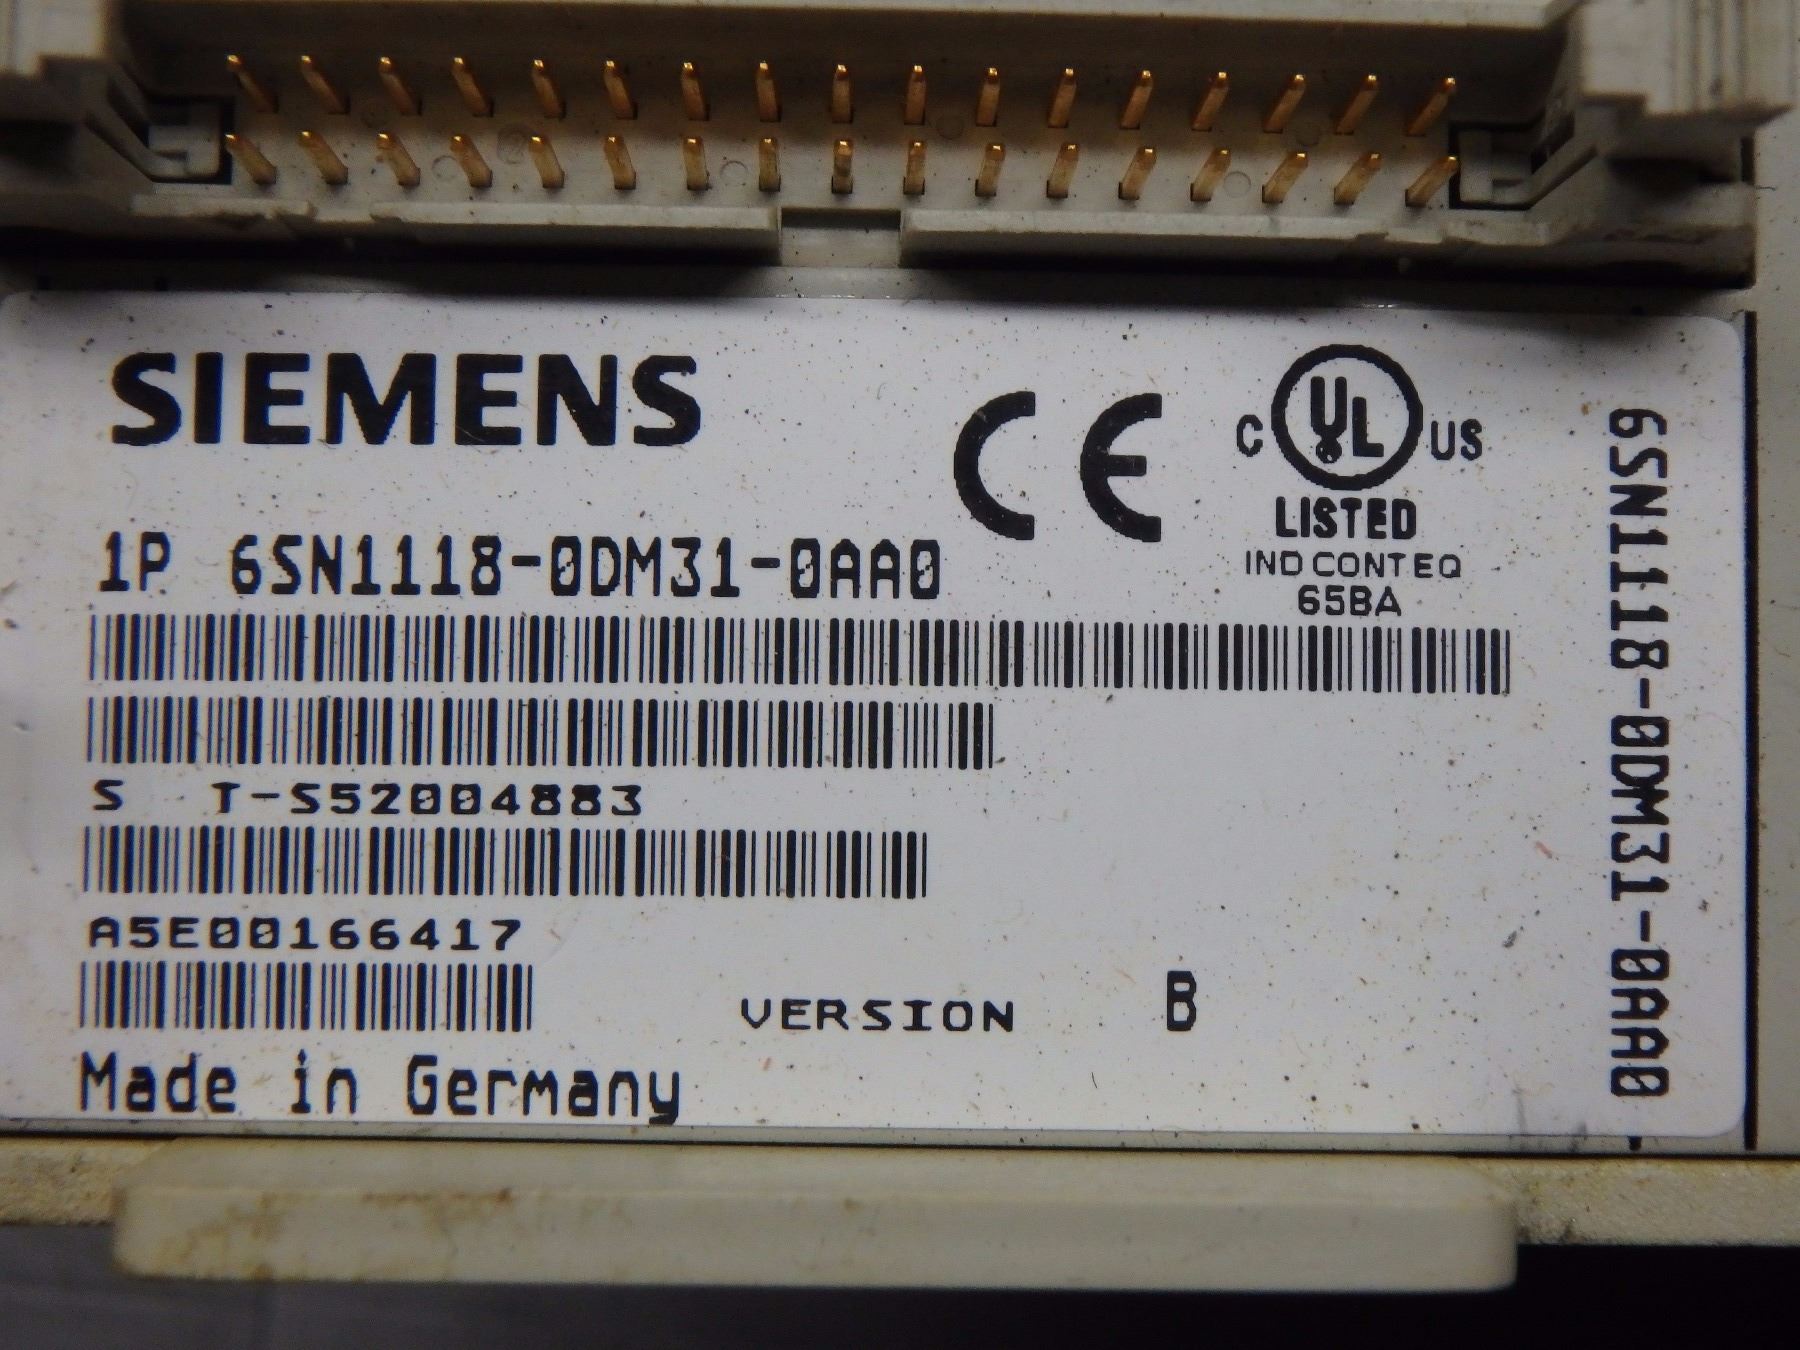 SIEMENS
CE
C UL US
LISTED
IND CONT EQ
65BA
1P 6SN1118-0DM31-0AA0
S T-S52004883
A5E00166417
VERSION B
Made in Germany
6SN1118-0DM31-0AA0